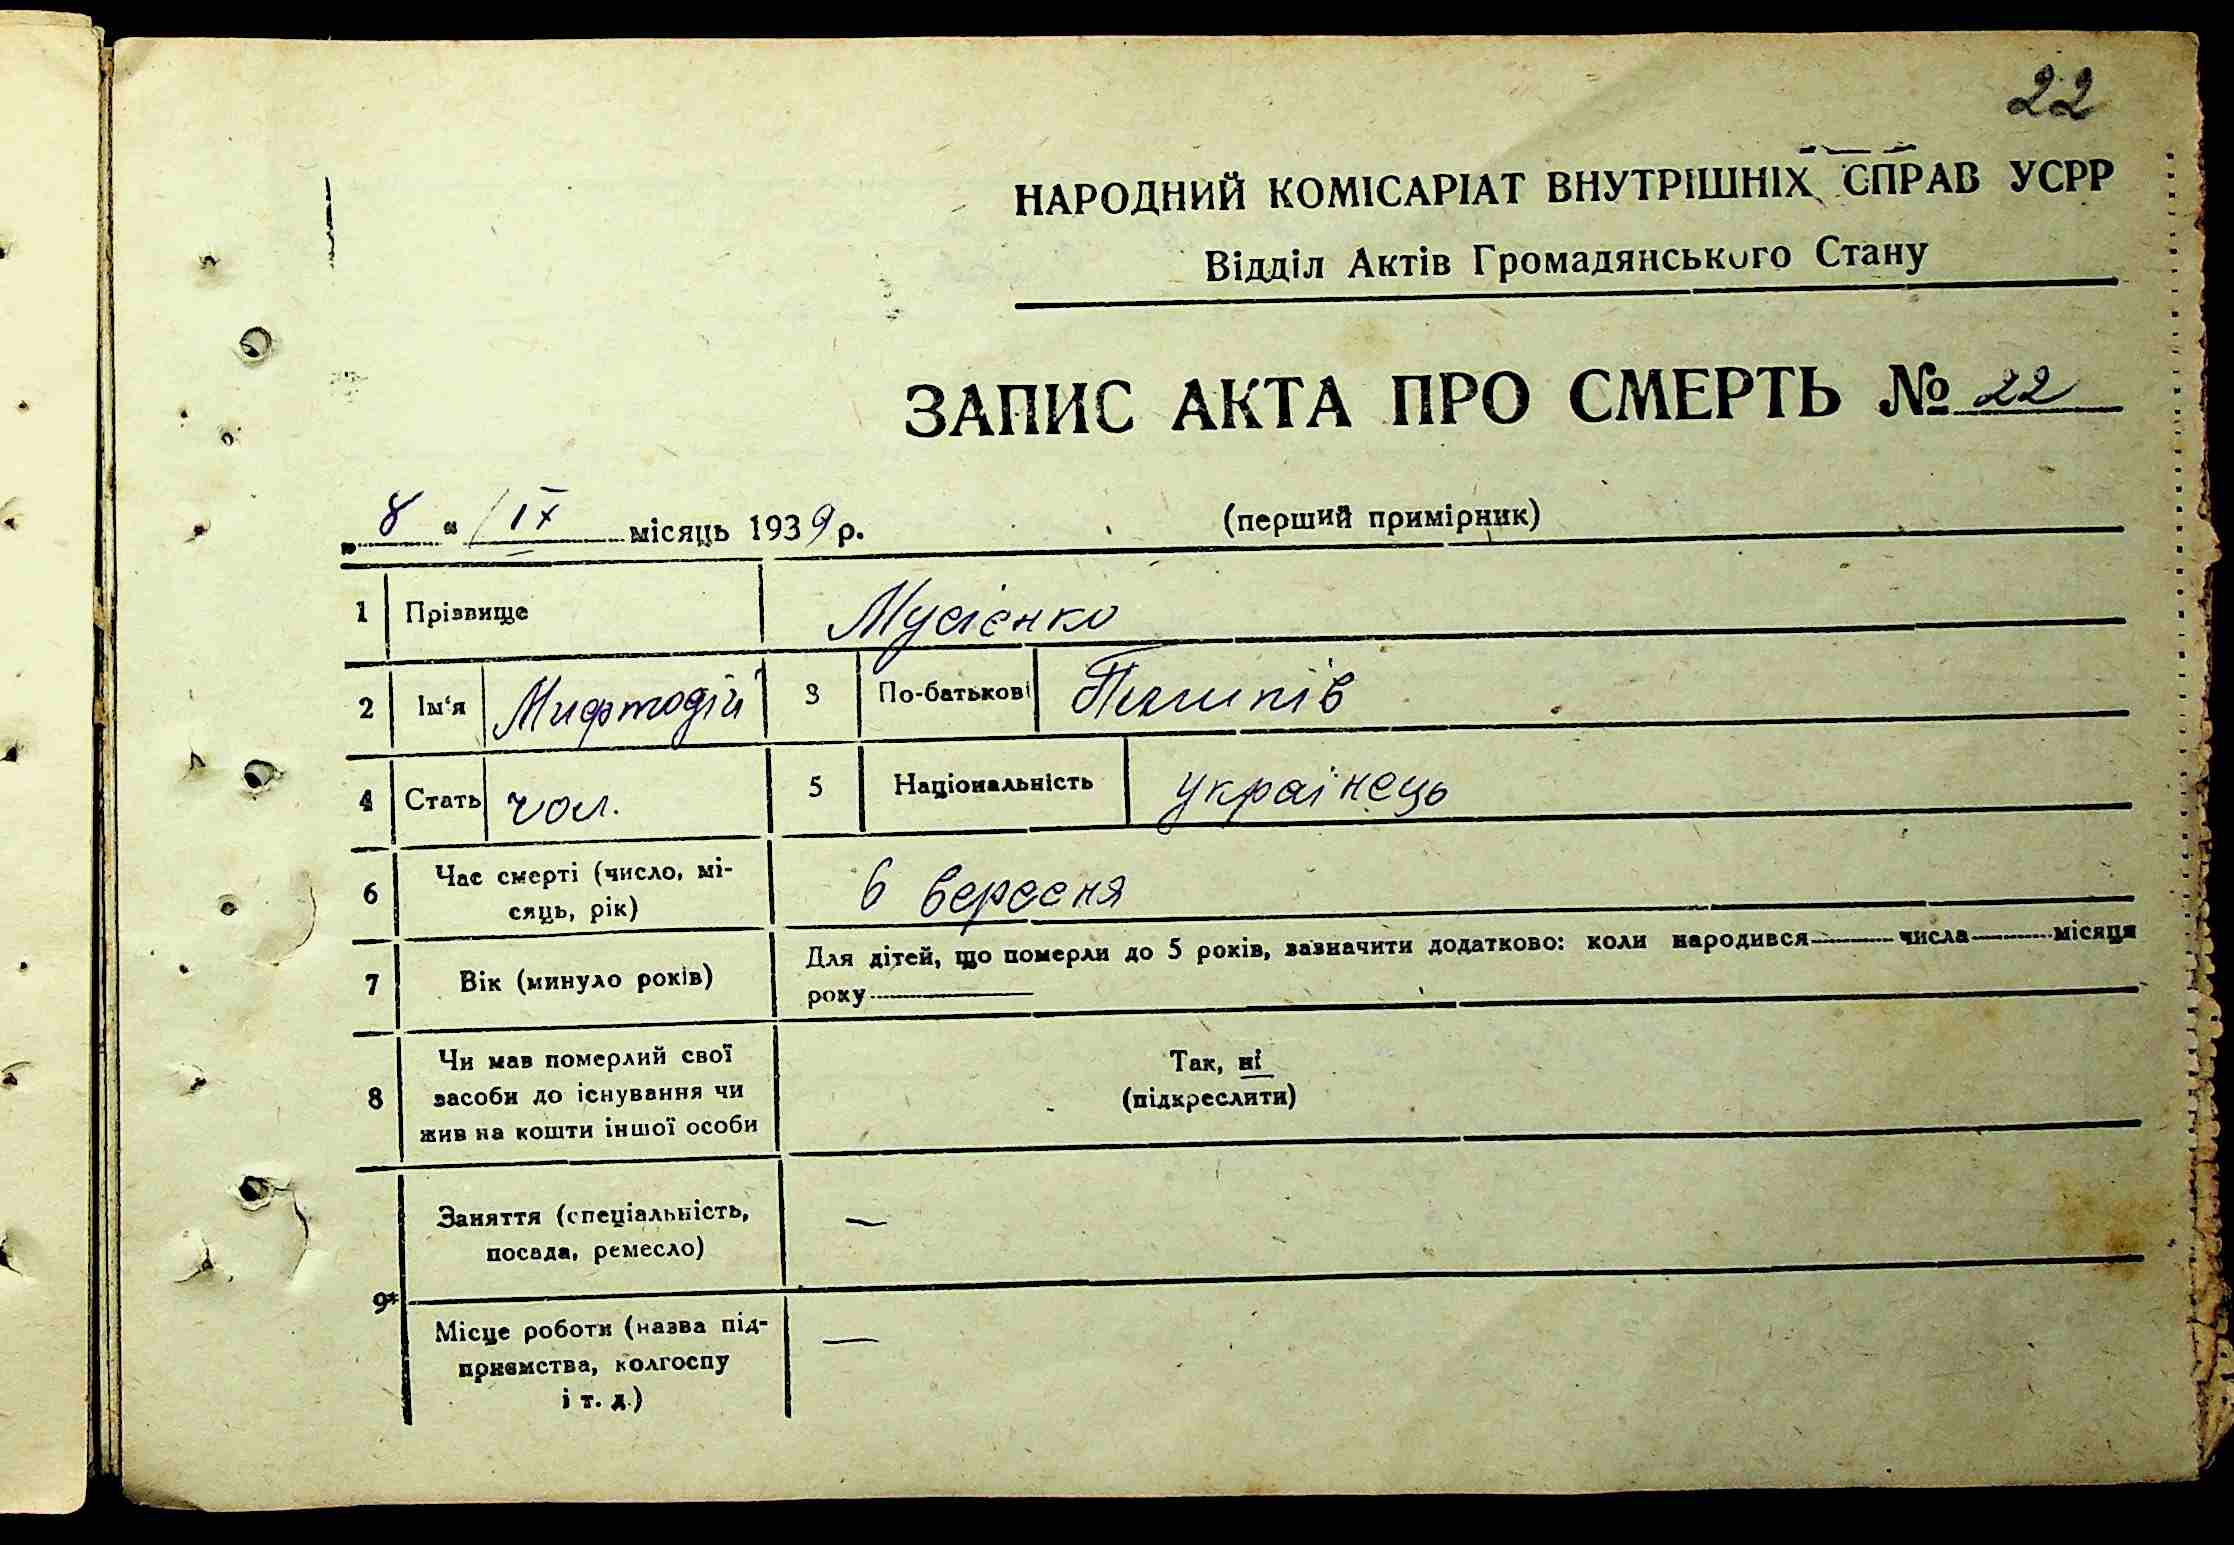 22
НАРОДНИЙ КОМІСАРІАТ ВНУТРІШНІХ СПРАВ УСРР
Відділ Актів Громадянського Стану
ЗАПИС АКТА ПРО СМЕРТЬ № 22
„ 8 “ IX місяць 1939 р. (перший примірник)
1 Прізвище Мусієнко
2 Ім‘я Мифтодій 3 По-батькові Пилипів
4 Стать чол. 5 Національність українець
6 Час смерті (число, мі-
сяць, рік) 6 вересня
7 Вік (минуло років) Для дітей, що померли до 5 років, зазначити додатково: коли народився числа місяця
року
8 Чи мав померлий свої
засоби до існування чи
жив на кошти іншої особи
Так, ні
(підкреслити)
9* Заняття (спеціальність,
посада, ремесло) —
Місце роботи (назва під-
приємства, колгоспу
і т. д.) —